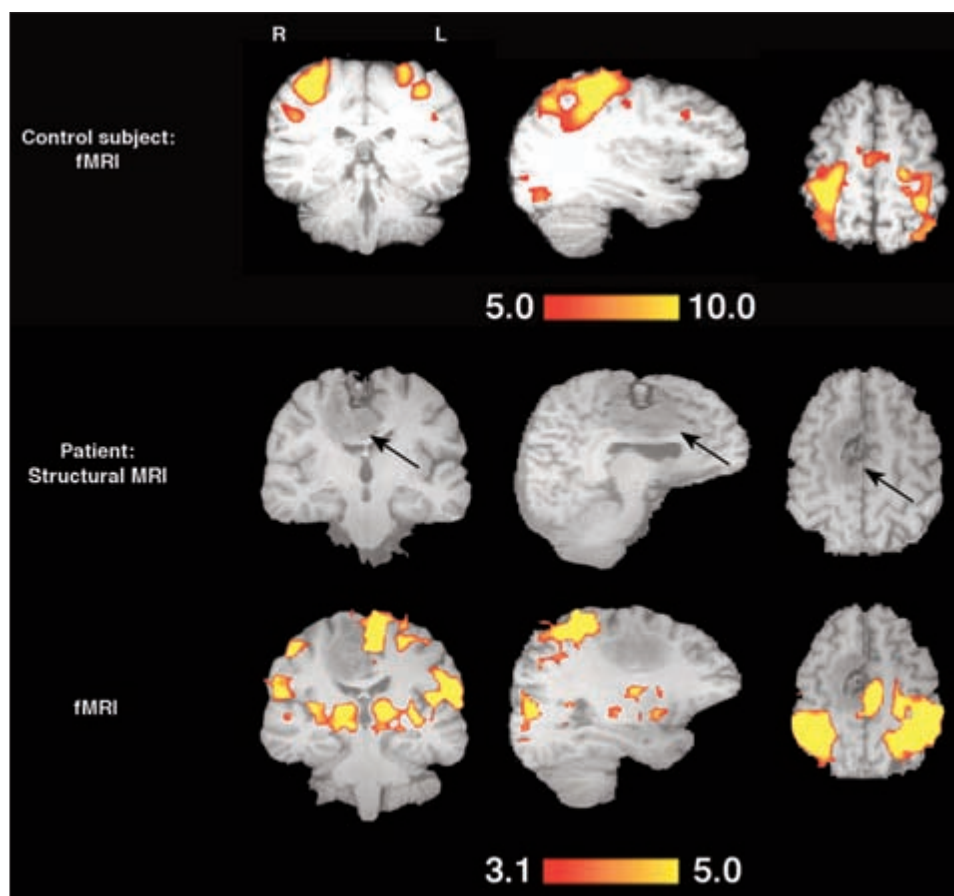 R L
Control subject:
fMRI
5.0 10.0
Patient:
Structural MRI
fMRI
3.1 5.0